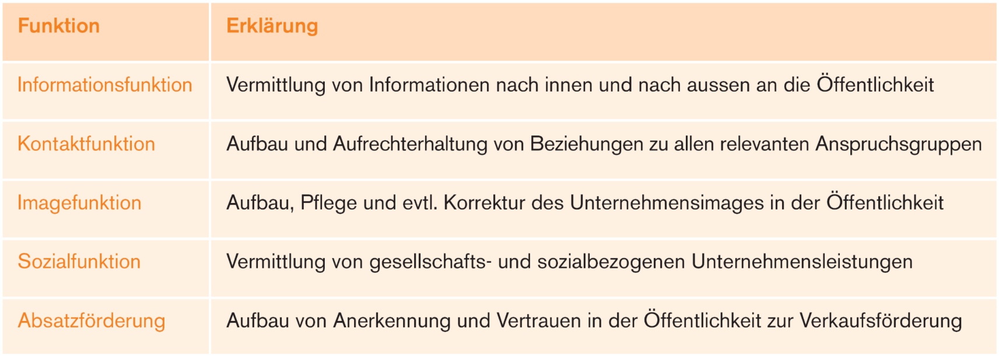 Funktion Erklärung
Informationsfunktion Vermittlung von Informationen nach innen und nach aussen an die Öffentlichkeit
Kontaktfunktion Aufbau und Aufrechterhaltung von Beziehungen zu allen relevanten Anspruchsgruppen
Imagefunktion Aufbau, Pflege und evtl. Korrektur des Unternehmensimages in der Öffentlichkeit
Sozialfunktion Vermittlung von gesellschafts- und sozialbezogenen Unternehmensleistungen
Absatzförderung Aufbau von Anerkennung und Vertrauen in der Öffentlichkeit zur Verkaufsförderung